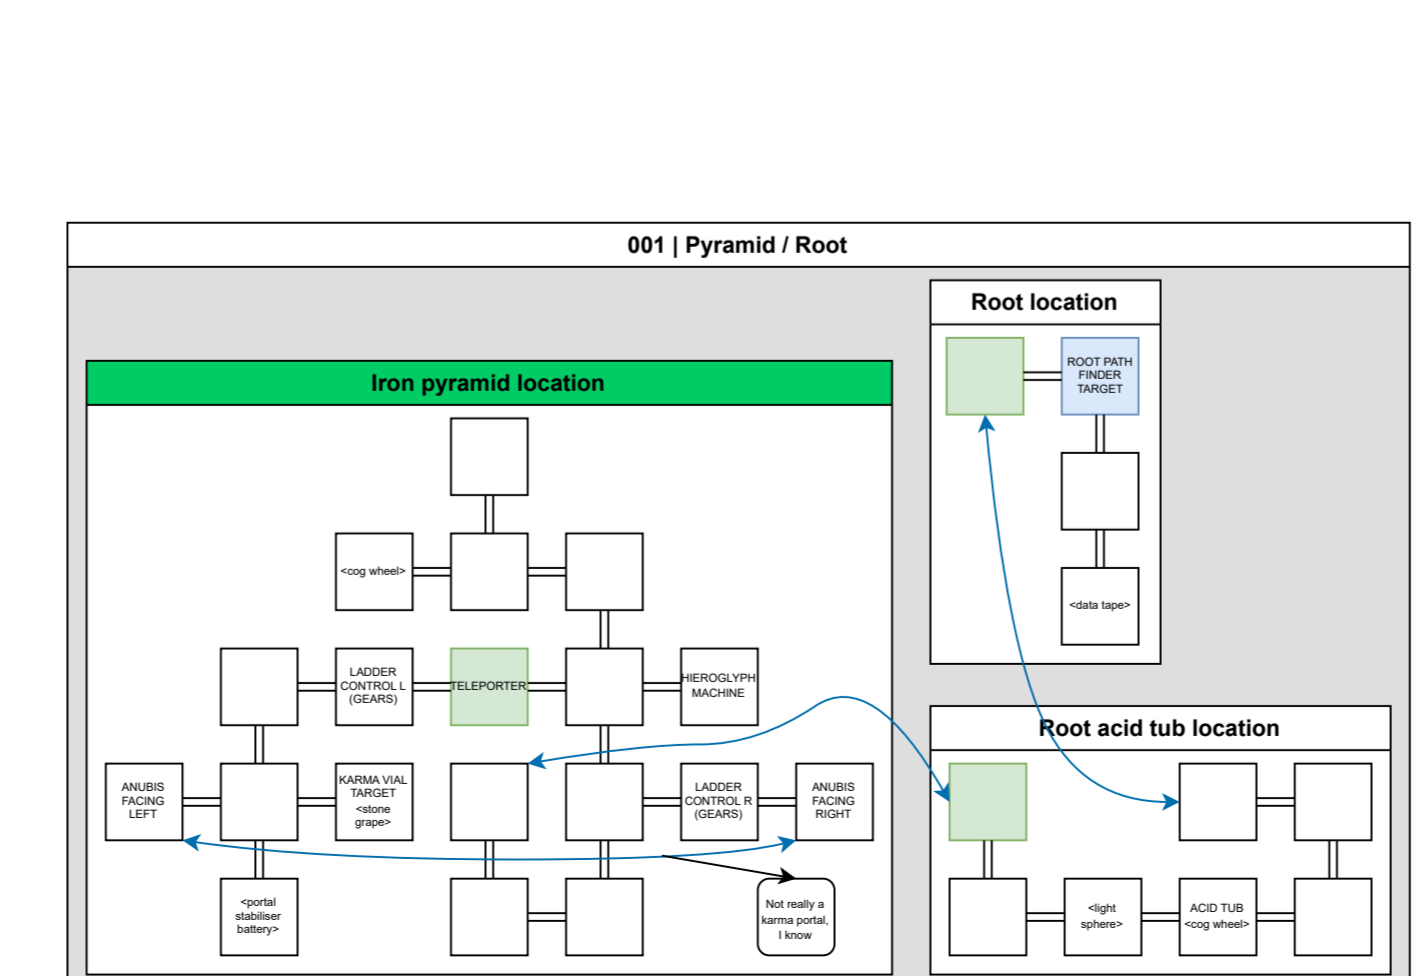 001 | Pyramid / Root
Root location
ROOT PATH
FINDER
TARGET
<data tape>
Iron pyramid location
<cog wheel>
LADDER
CONTROL L
(GEARS)
TELEPORTER
HIEROGLYPH
MACHINE
ANUBIS
FACING
LEFT
KARMA VIAL
TARGET
<stone
grape>
LADDER
CONTROL R
(GEARS)
ANUBIS
FACING
RIGHT
<portal
stabiliser
battery>
Not really a
karma portal,
I know
Root acid tub location
<light
sphere>
ACID TUB
<cog wheel>